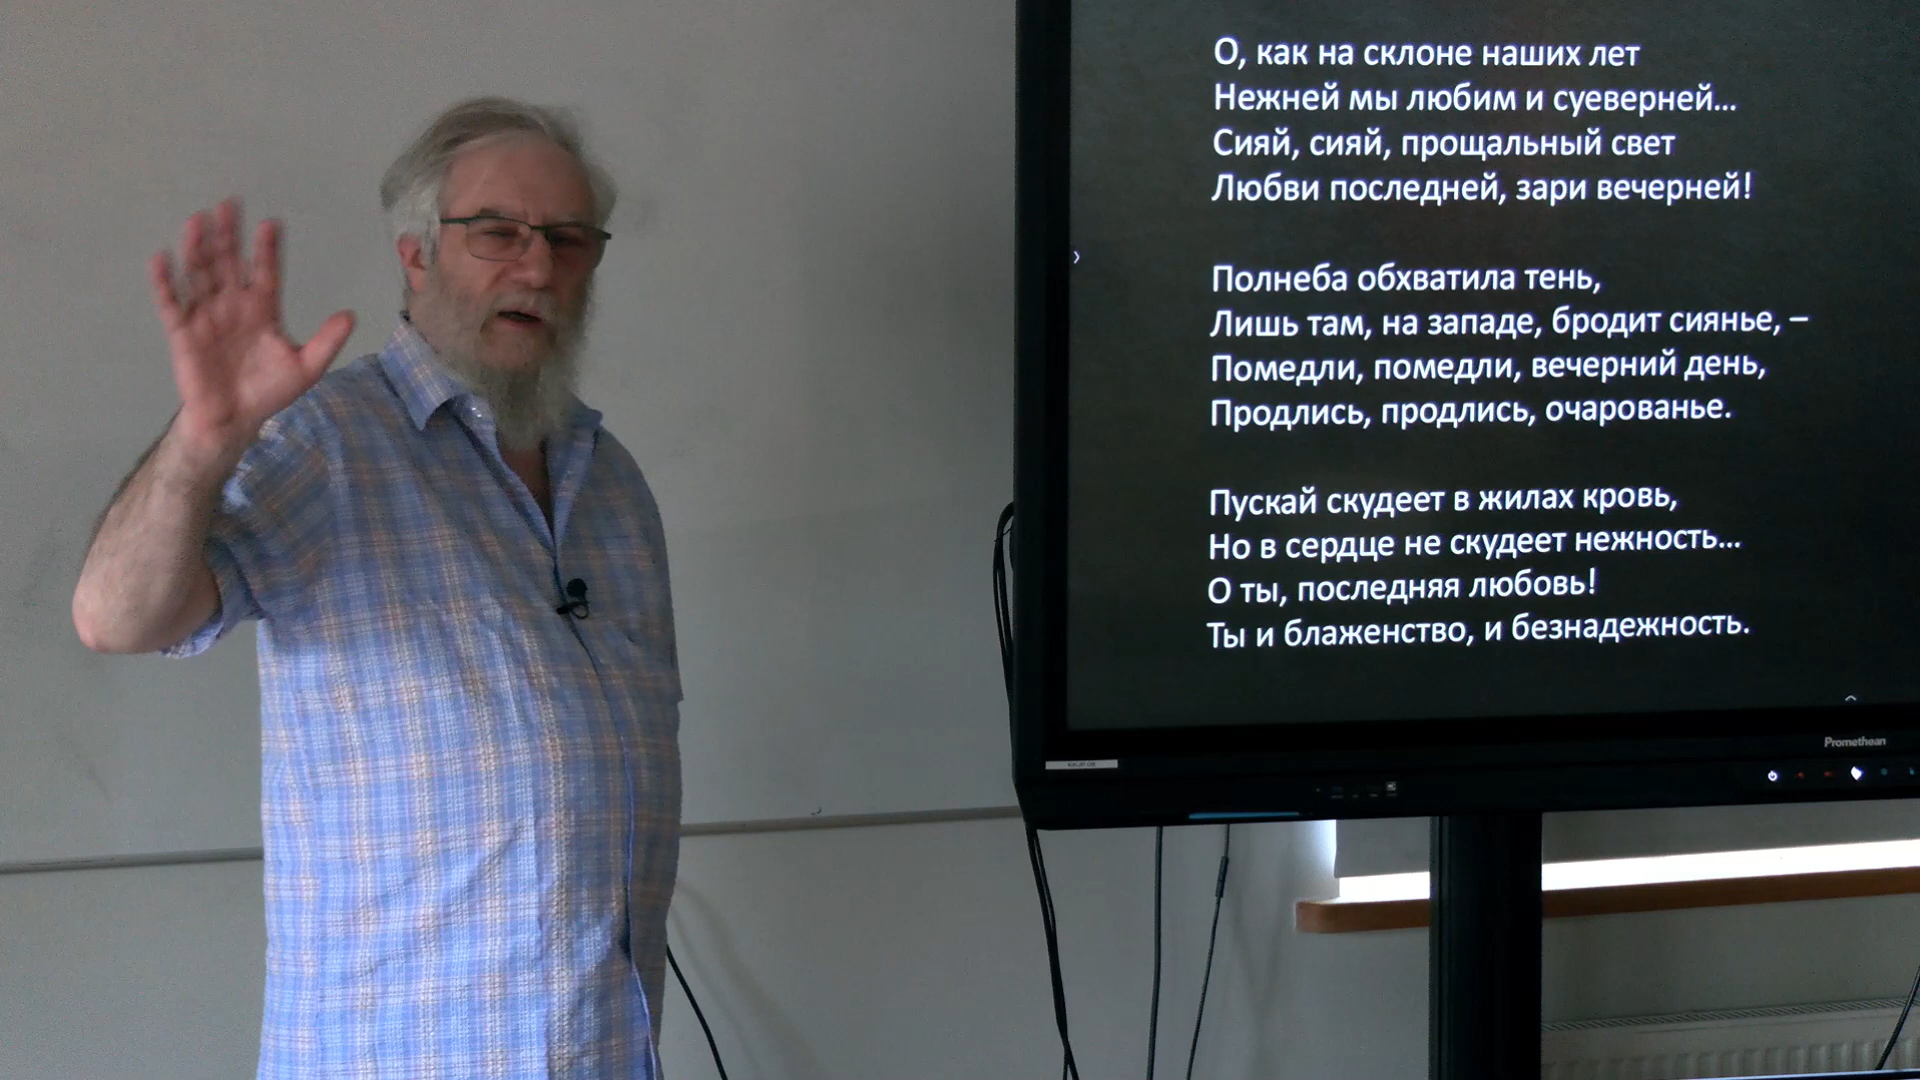 О, как на склоне наших лет
Нежней мы любим и суеверней...
Сияй, сияй, прощальный свет
Любви последней, зари вечерней!
Полнеба обхватила тень,
Лишь там, на западе, бродит сиянье, –
Помедли, помедли, вечерний день,
Продлись, продлись, очарованье.
Пускай скудеет в жилах кровь,
Но в сердце не скудеет нежность...
О ты, последняя любовь!
Ты и блаженство, и безнадежность.
Promethean